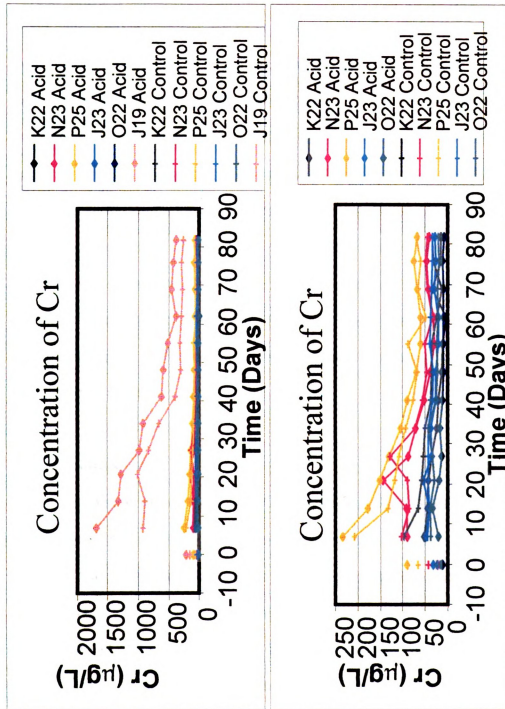 Concentration of Cr
Cr (µg/L)
2000
1500
1000
500
0
-10 0 10 20 30 40 50 60 70 80 90
Time (Days)
K22 Acid
N23 Acid
P25 Acid
J23 Acid
O22 Acid
J19 Acid
K22 Control
N23 Control
P25 Control
J23 Control
O22 Control
J19 Control
Concentration of Cr
Cr (µg/L)
250
200
150
100
50
0
-10 0 10 20 30 40 50 60 70 80 90
Time (Days)
K22 Acid
N23 Acid
P25 Acid
J23 Acid
O22 Acid
K22 Control
N23 Control
P25 Control
J23 Control
O22 Control